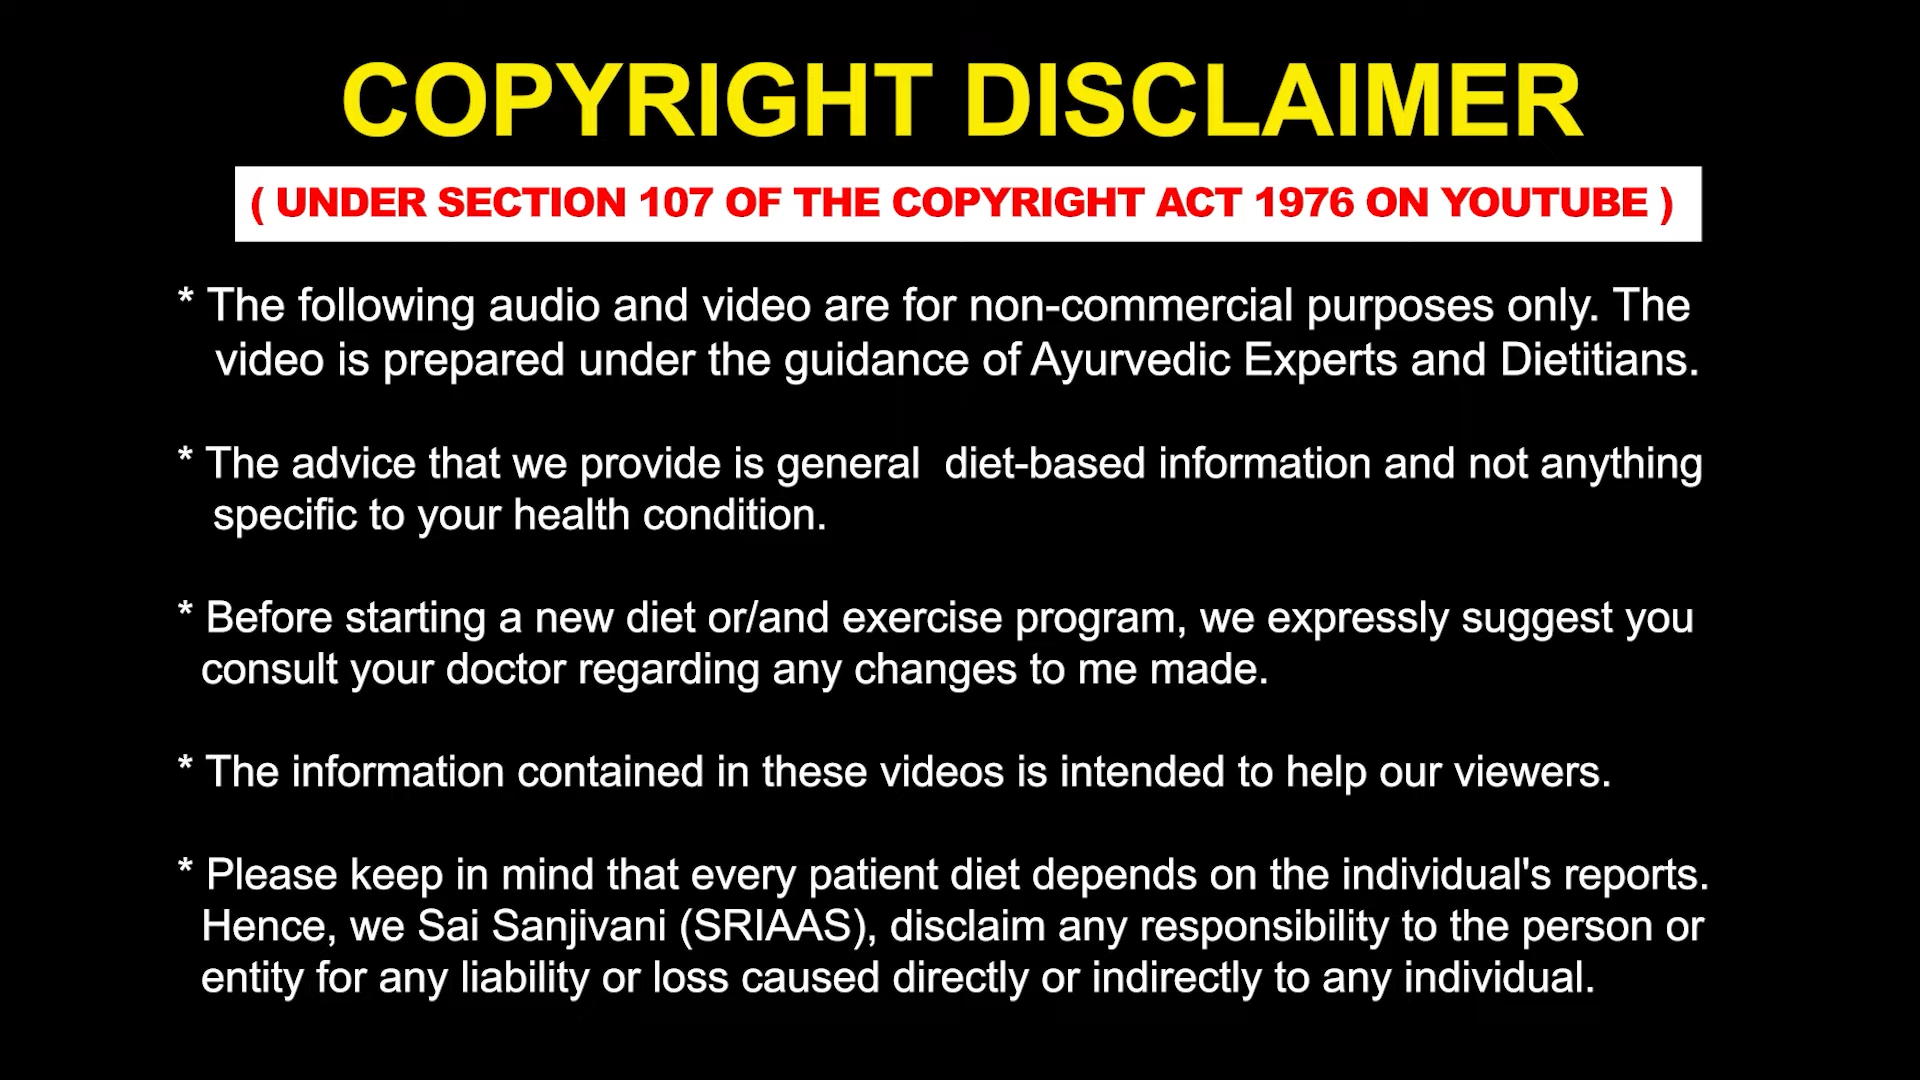 COPYRIGHT DISCLAIMER
( UNDER SECTION 107 OF THE COPYRIGHT ACT 1976 ON YOUTUBE )
* The following audio and video are for non-commercial purposes only. The
video is prepared under the guidance of Ayurvedic Experts and Dietitians.
* The advice that we provide is general  diet-based information and not anything
specific to your health condition.
* Before starting a new diet or/and exercise program, we expressly suggest you
consult your doctor regarding any changes to me made.
* The information contained in these videos is intended to help our viewers.
* Please keep in mind that every patient diet depends on the individual's reports.
Hence, we Sai Sanjivani (SRIAAS), disclaim any responsibility to the person or
entity for any liability or loss caused directly or indirectly to any individual.